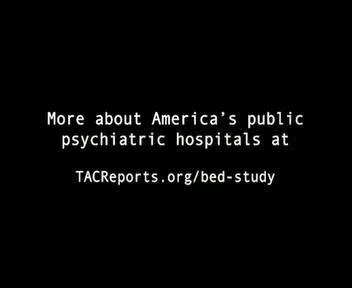 More about America's public
psychiatric hospitals at
TACReports.org/bed-study